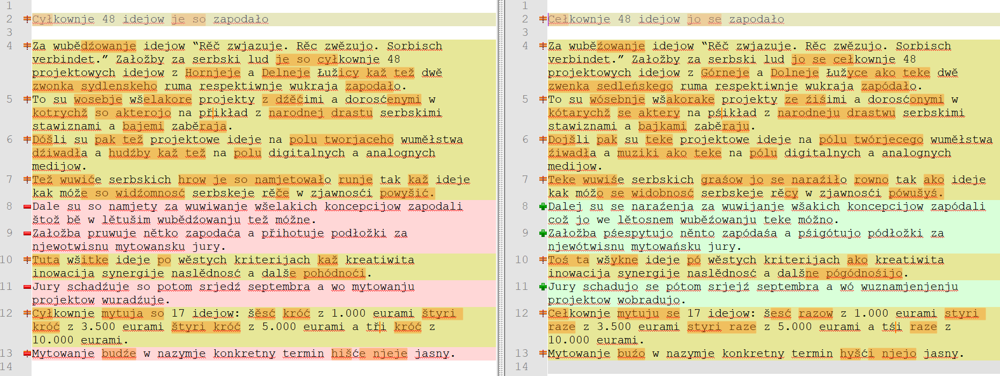 1
2 Cyłkownje 48 idejow je so zapodało
3
4 Za wubědźowanje idejow “Rěč zwjazuje. Rěc zwězujo. Sorbisch
verbindet.” Załožby za serbski lud je so cyłkownje 48
projektowych idejow z Hornjeje a Delneje Łužicy kaž tež dwě
zwonka sydlenskeho ruma respektiwnje wukraja zapodało.
5 To su wosebje wšelakore projekty z dźěćimi a dorosćenymi w
kotrychž so akterojo na přikład z narodnej drastu serbskimi
stawiznami a bajemi zaběraja.
6 Dóšli su pak tež projektowe ideje na polu tworjaceho wuměłstwa
dźiwadła a hudźby kaž tež na polu digitalnych a analognych
medijow.
7 Tež wuwiće serbskich hrow je so namjetowało runje tak kaž ideje
kak móže so widźomnosć serbskeje rěče w zjawnosći powyšić.
8 Dale su so namjety za wuwiwanje wšelakich koncepcijow zapodali
štož bě w lětušim wubědźowanju tež móžne.
9 Załožba pruwuje nětko zapodaća a přihotuje podłožki za
njewotwisnu mytowansku jury.
10 Tuta wšitke ideje po wěstych kriterijach kaž kreatiwita
inowacija synergije naslědnosć a dalše pohódnoći.
11 Jury schadźuje so potom srjedź septembra a wo mytowanju
projektow wuradźuje.
12 Cyłkownje mytuja so 17 idejow: šěsć króć z 1.000 eurami štyri
króć z 3.500 eurami štyri króć z 5.000 eurami a tři króć z
10.000 eurami.
13 Mytowanje budźe w nazymje konkretny termin hišće njeje jasny.
14
1
2 Cełkownje 48 idejow jo se zapodało
3
4 Za wuběźowanje idejow “Rěč zwjazuje. Rěc zwězujo. Sorbisch
verbindet.” Załožby za serbski lud jo se cełkownje 48
projektowych idejow z Górneje a Dolneje Łužyce ako teke dwě
zwenka sedleńskego ruma respektiwnje wukraja zapódało.
5 To su wósebnje wšakorake projekty ze źiśimi a dorosćonymi w
kótarychž se aktery na pśikład z narodneju drastwu serbskimi
stawiznami a bajkami zaběraju.
6 Dojšli pak su teke projektowe ideje na pólu twórjecego wuměłstwa
źiwadła a muziki ako teke na pólu digitalnych a analognych
medijow.
7 Teke wuwiśe serbskich graśow jo se naraźiło rowno tak ako ideje
kak móžo se widobnosć serbskeje rěcy w zjawnosći pówušyś.
8 Dalej su se naraźenja za wuwijanje wšakich koncepcijow zapódali
což jo we lětosnem wuběźowanju teke móžno.
9 Załožba pśespytujo něnto zapódaśa a pśigótujo pódłožki za
njewótwisnu mytowańsku jury.
10 Toś ta wšykne ideje pó wěstych kriterijach ako kreatiwita
inowacija synergije naslědnosć a dalšne pógódnośijo.
11 Jury schadujo se pótom srjejź septembra a wó wuznamjenjenju
projektow wobradujo.
12 Cełkownje mytuju se 17 idejow: šesć razow z 1.000 eurami styri
raze z 3.500 eurami styri raze z 5.000 eurami a tśi raze z
10.000 eurami.
13 Mytowanje buźo w nazymje konkretny termin hyšći njejo jasny.
14